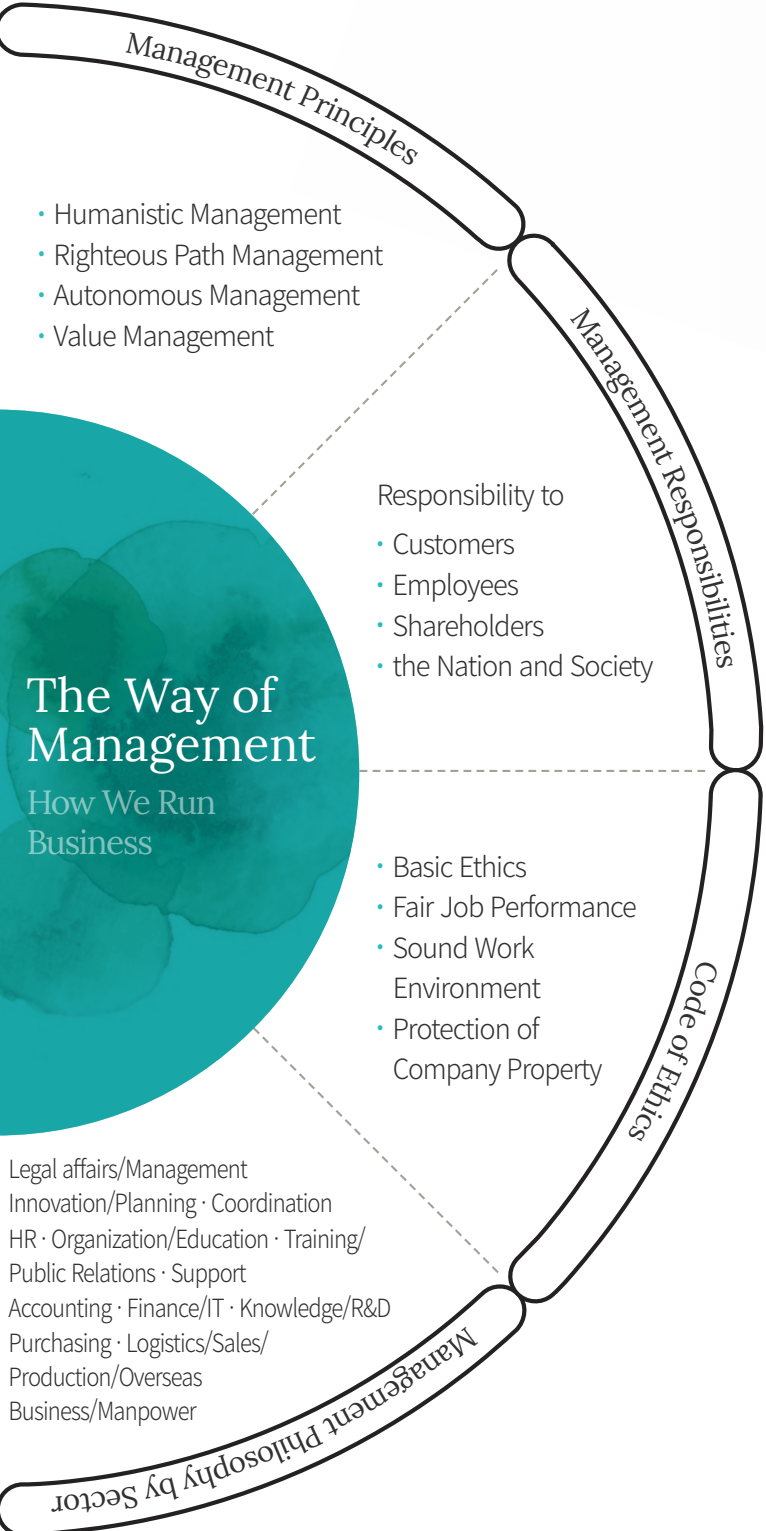 Management Principles
· Humanistic Management
· Righteous Path Management
· Autonomous Management
· Value Management
Management Responsibilities
Responsibility to
· Customers
· Employees
· Shareholders
· the Nation and Society
The Way of
Management
How We Run
Business
· Basic Ethics
· Fair Job Performance
· Sound Work
Environment
· Protection of
Company Property
Code of Ethics
Legal affairs/Management
Innovation/Planning · Coordination
HR · Organization/Education · Training/
Public Relations · Support
Accounting · Finance/IT · Knowledge/R&D
Purchasing · Logistics/Sales/
Production/Overseas
Business/Manpower
Management Philosophy by Sector